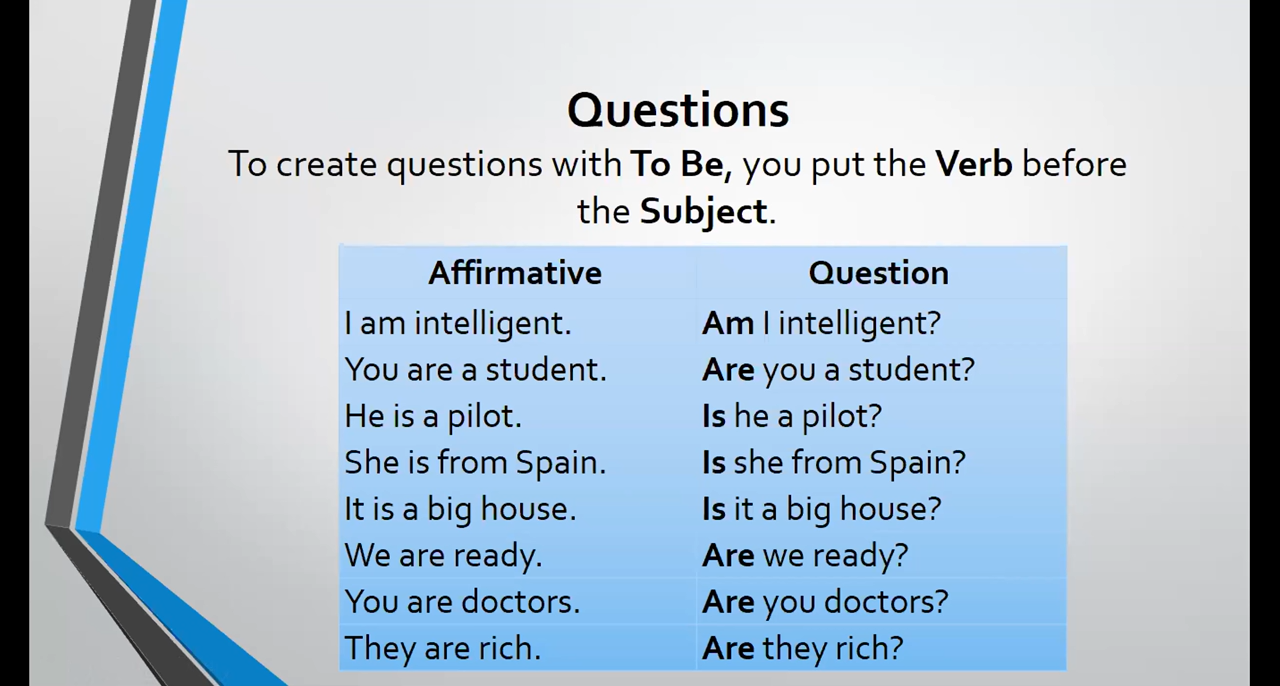 Questions
To create questions with To Be, you put the Verb before
the Subject.
Affirmative Question
I am intelligent. Am I intelligent?
You are a student. Are you a student?
He is a pilot. Is he a pilot?
She is from Spain. Is she from Spain?
It is a big house. Is it a big house?
We are ready. Are we ready?
You are doctors. Are you doctors?
They are rich. Are they rich?